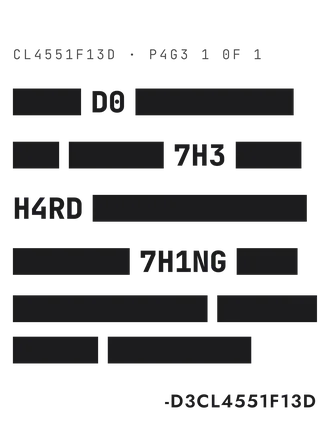 CL4551F13D · P4G3 1 0F 1
D0
7H3
H4RD
7H1NG
-D3CL4551F13D